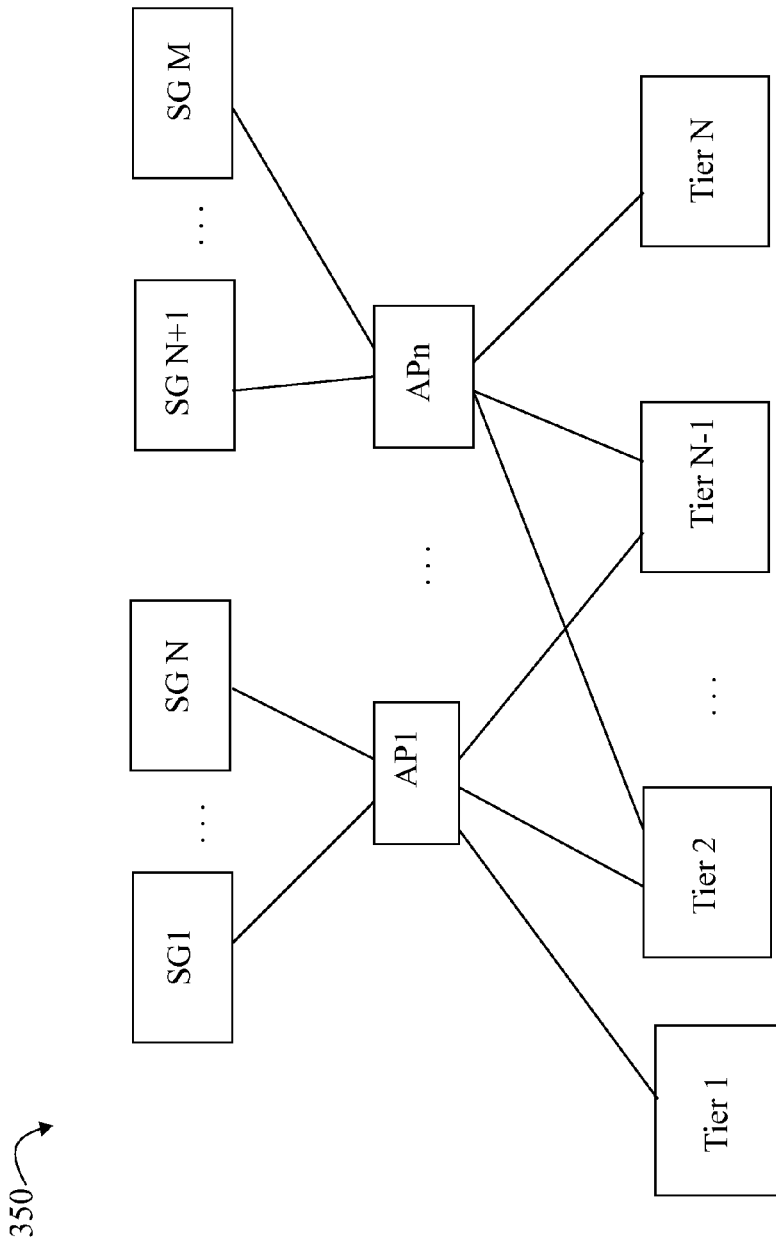 350
SG1
. . .
SG N
SG N+1
. . .
SG M
AP1
. . .
APn
Tier 1
Tier 2
. . .
Tier N-1
Tier N